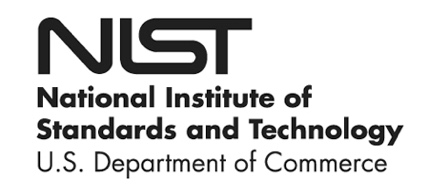 NIST
National Institute of
Standards and Technology
U.S. Department of Commerce